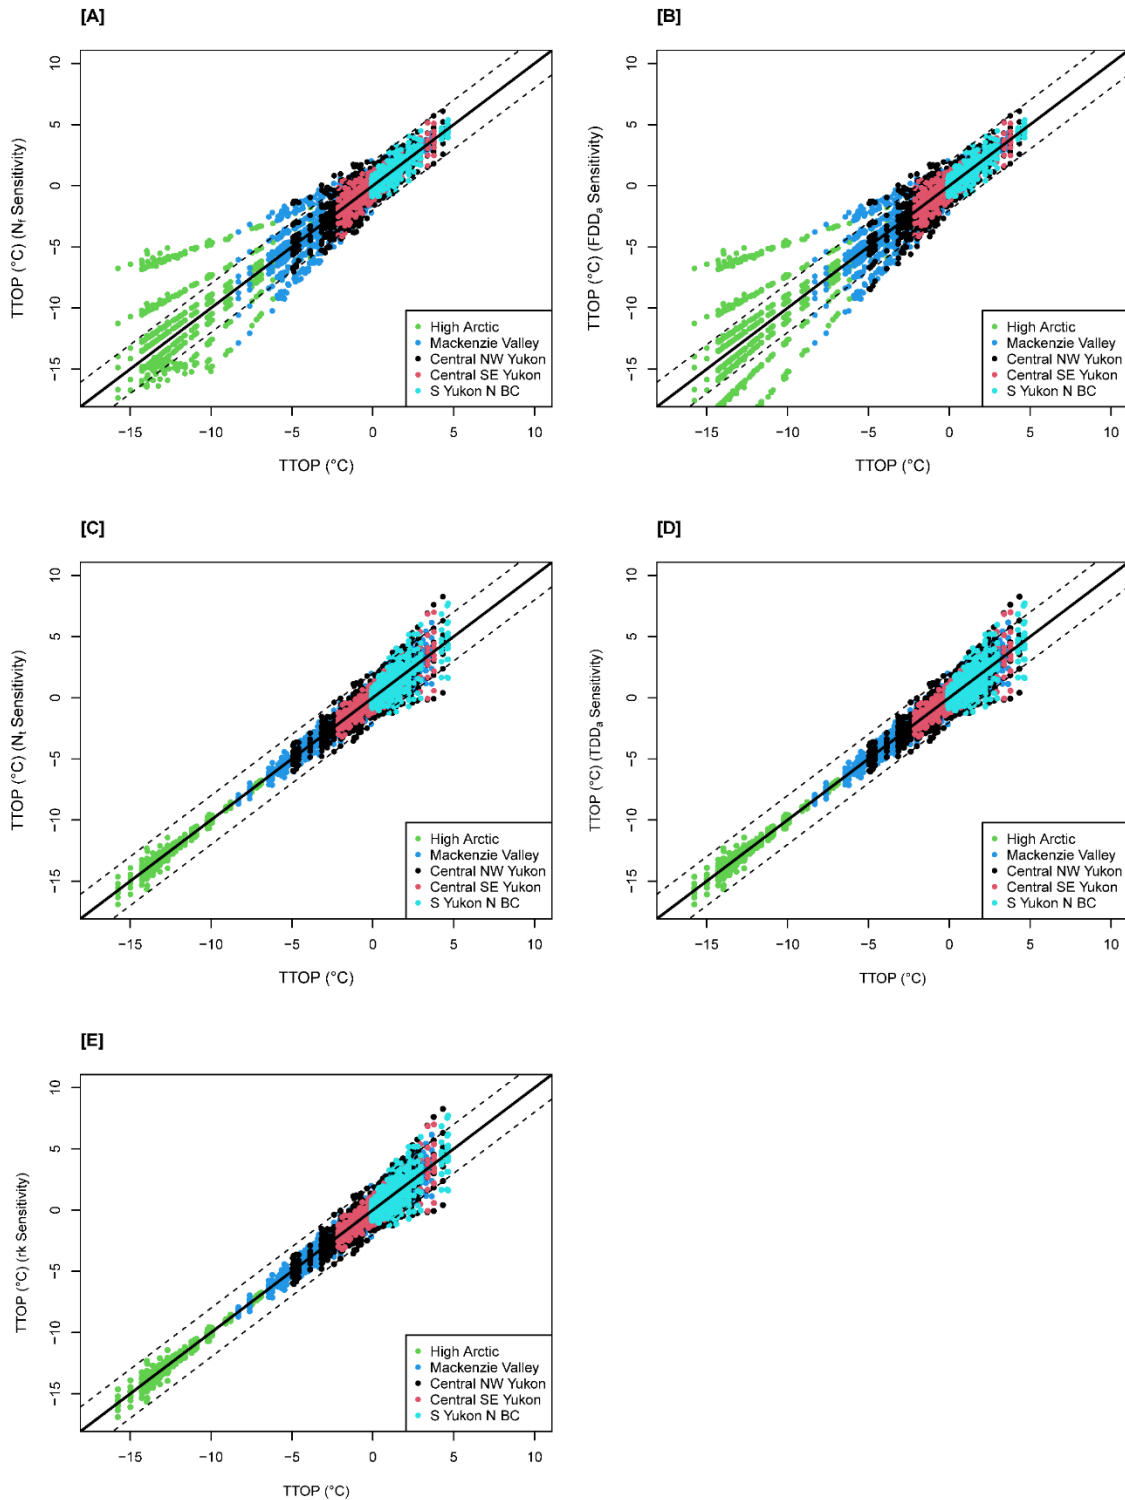 [A]
TTOP (°C) (Nf Sensitivity)
10
5
0
−5
−10
−15
High Arctic
Mackenzie Valley
Central NW Yukon
Central SE Yukon
S Yukon N BC
−15 −10 −5 0 5 10
TTOP (°C)
[B]
TTOP (°C) (FDDa Sensitivity)
10
5
0
−5
−10
−15
High Arctic
Mackenzie Valley
Central NW Yukon
Central SE Yukon
S Yukon N BC
−15 −10 −5 0 5 10
TTOP (°C)
[C]
TTOP (°C) (Nt Sensitivity)
10
5
0
−5
−10
−15
High Arctic
Mackenzie Valley
Central NW Yukon
Central SE Yukon
S Yukon N BC
−15 −10 −5 0 5 10
TTOP (°C)
[D]
TTOP (°C) (TDDa Sensitivity)
10
5
0
−5
−10
−15
High Arctic
Mackenzie Valley
Central NW Yukon
Central SE Yukon
S Yukon N BC
−15 −10 −5 0 5 10
TTOP (°C)
[E]
TTOP (°C) (rk Sensitivity)
10
5
0
−5
−10
−15
High Arctic
Mackenzie Valley
Central NW Yukon
Central SE Yukon
S Yukon N BC
−15 −10 −5 0 5 10
TTOP (°C)